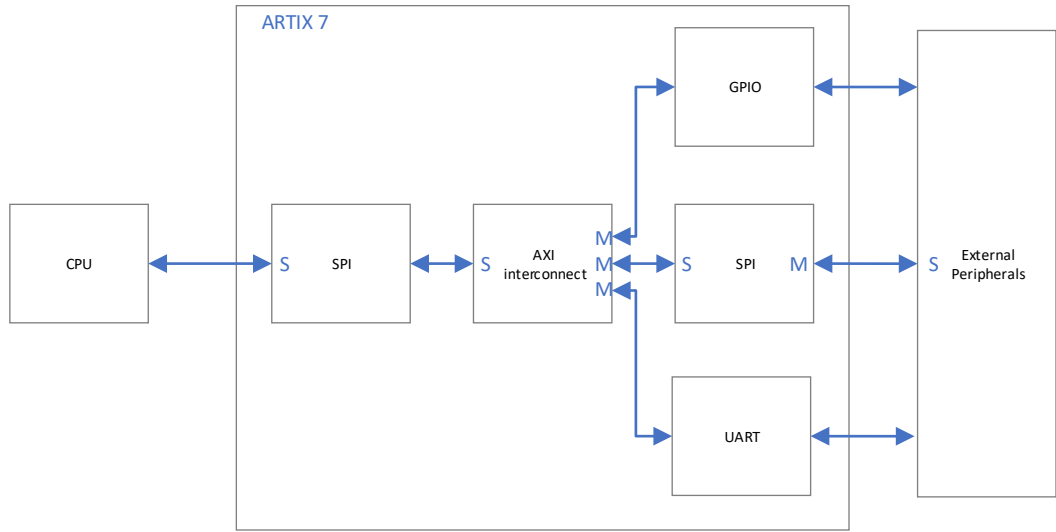 ARTIX 7
GPIO
CPU
S
SPI
S
AXI
interconnect
M
M
M
S
SPI
M
S
External
Peripherals
UART